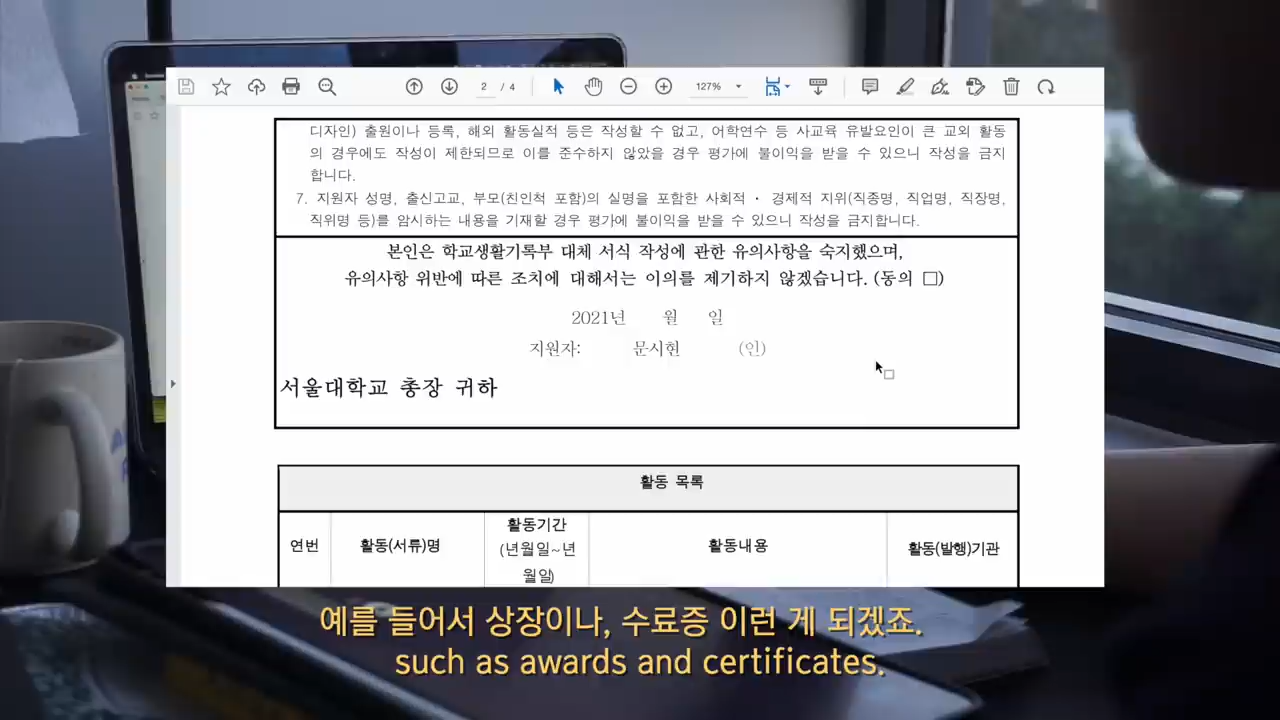 2 / 4
127%
디자인) 출원이나 등록, 해외 활동실적 등은 작성할 수 없고, 어학연수 등 사교육 유발요인이 큰 교외 활동
의 경우에도 작성이 제한되므로 이를 준수하지 않았을 경우 평가에 불이익을 받을 수 있으니 작성을 금지
합니다.
7. 지원자 성명, 출신고교, 부모(친인척 포함)의 실명을 포함한 사회적 · 경제적 지위(직종명, 직업명, 직장명,
직위명 등)를 암시하는 내용을 기재할 경우 평가에 불이익을 받을 수 있으니 작성을 금지합니다.
본인은 학교생활기록부 대체 서식 작성에 관한 유의사항을 숙지했으며,
유의사항 위반에 따른 조치에 대해서는 이의를 제기하지 않겠습니다. (동의 □)
2021년 월 일
지원자: 문시현 (인)
서울대학교 총장 귀하
활동 목록
연번 활동(서류)명 활동기간 활동내용 활동(발행)기관
(년월일~년
월일)
예를 들어서 상장이나, 수료증 이런 게 되겠죠.
such as awards and certificates.